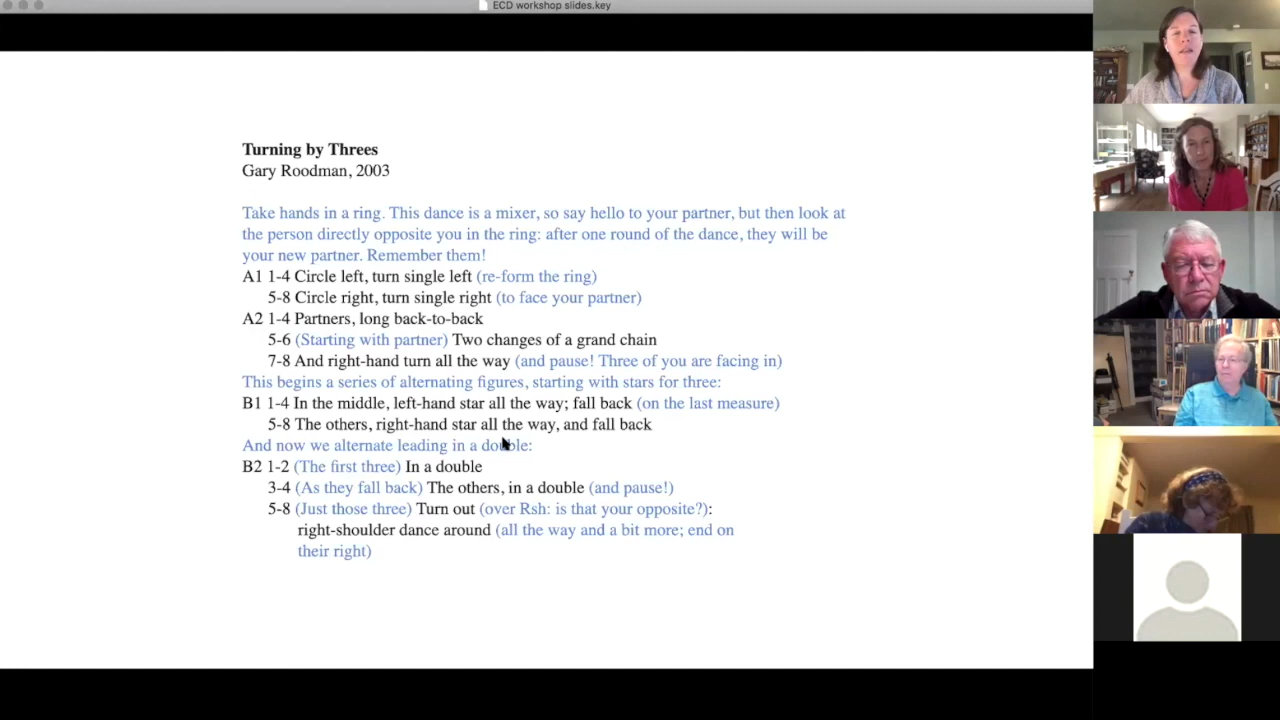 ECD workshop slides.key
Turning by Threes
Gary Roodman, 2003
Take hands in a ring. This dance is a mixer, so say hello to your partner, but then look at
the person directly opposite you in the ring: after one round of the dance, they will be
your new partner. Remember them!
A1 1-4 Circle left, turn single left (re-form the ring)
5-8 Circle right, turn single right (to face your partner)
A2 1-4 Partners, long back-to-back
5-6 (Starting with partner) Two changes of a grand chain
7-8 And right-hand turn all the way (and pause! Three of you are facing in)
This begins a series of alternating figures, starting with stars for three:
B1 1-4 In the middle, left-hand star all the way; fall back (on the last measure)
5-8 The others, right-hand star all the way, and fall back
And now we alternate leading in a double:
B2 1-2 (The first three) In a double
3-4 (As they fall back) The others, in a double (and pause!)
5-8 (Just those three) Turn out (over Rsh: is that your opposite?):
right-shoulder dance around (all the way and a bit more; end on
their right)